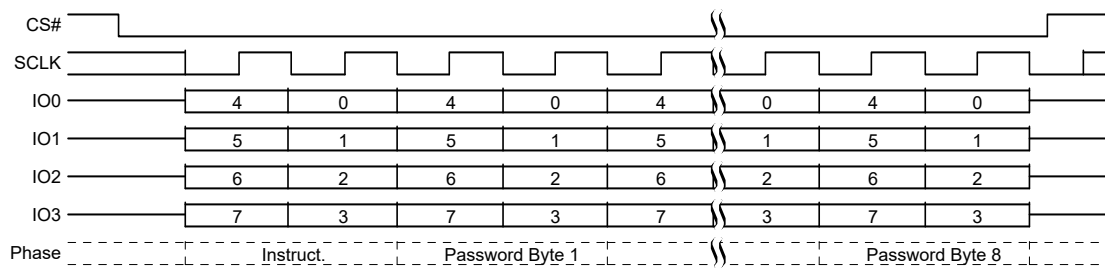 CS#
SCLK
IO0 4 0 4 0 4 0 4 0
IO1 5 1 5 1 5 1 5 1
IO2 6 2 6 2 6 2 6 2
IO3 7 3 7 3 7 3 7 3
Phase Instruct. Password Byte 1 Password Byte 8